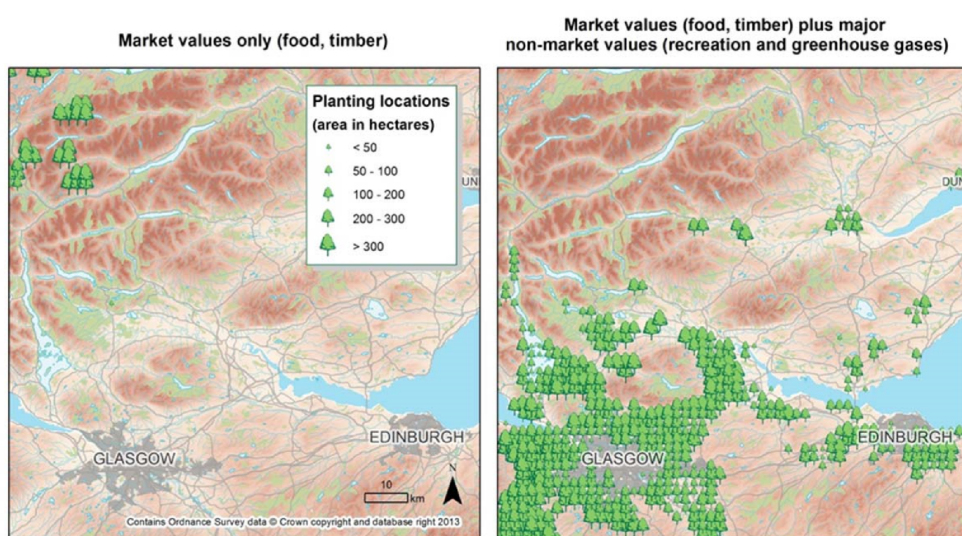 Market values only (food, timber)
Market values (food, timber) plus major
non-market values (recreation and greenhouse gases)
Planting locations
(area in hectares)
< 50
50 - 100
100 - 200
200 - 300
> 300
UN
DUN
EDINBURGH
GLASGOW
N
10
km
Contains Ordnance Survey data © Crown copyright and database right 2013
EDINBURGH
GLASGOW